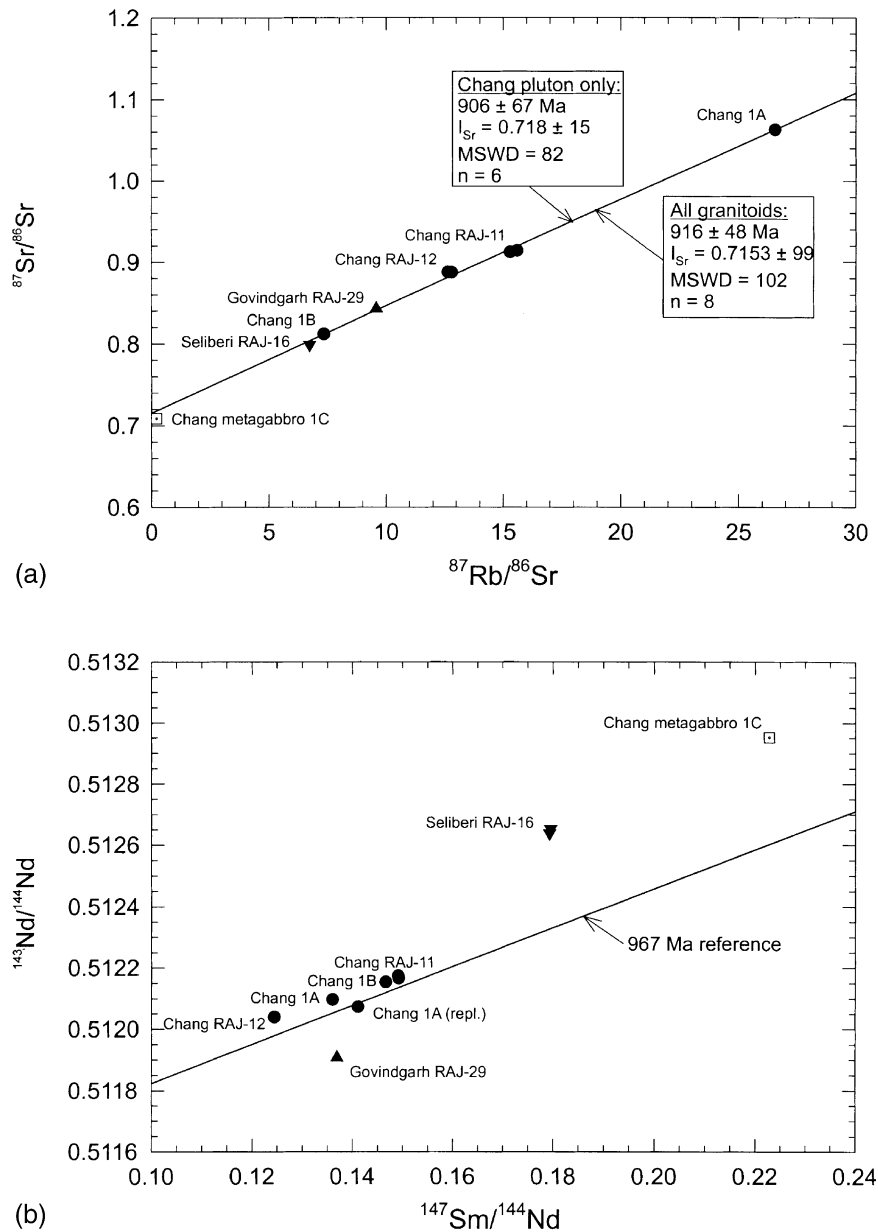 1.2
1.1
1.0
0.9
0.8
0.7
0.6
⁸⁷Sr/⁸⁶Sr
Chang pluton only:
906 ± 67 Ma
I_Sr = 0.718 ± 15
MSWD = 82
n = 6
Chang 1A
All granitoids:
916 ± 48 Ma
I_Sr = 0.7153 ± 99
MSWD = 102
n = 8
Chang RAJ-11
Chang RAJ-12
Govindgarh RAJ-29
Chang 1B
Seliberi RAJ-16
Chang metagabbro 1C
0 5 10 15 20 25 30
(a)
⁸⁷Rb/⁸⁶Sr
0.5132
0.5130
0.5128
0.5126
0.5124
0.5122
0.5120
0.5118
0.5116
¹⁴³Nd/¹⁴⁴Nd
Chang metagabbro 1C
Seliberi RAJ-16
967 Ma reference
Chang RAJ-11
Chang 1B
Chang 1A
Chang 1A (repl.)
Chang RAJ-12
Govindgarh RAJ-29
0.10 0.12 0.14 0.16 0.18 0.20 0.22 0.24
(b)
¹⁴⁷Sm/¹⁴⁴Nd